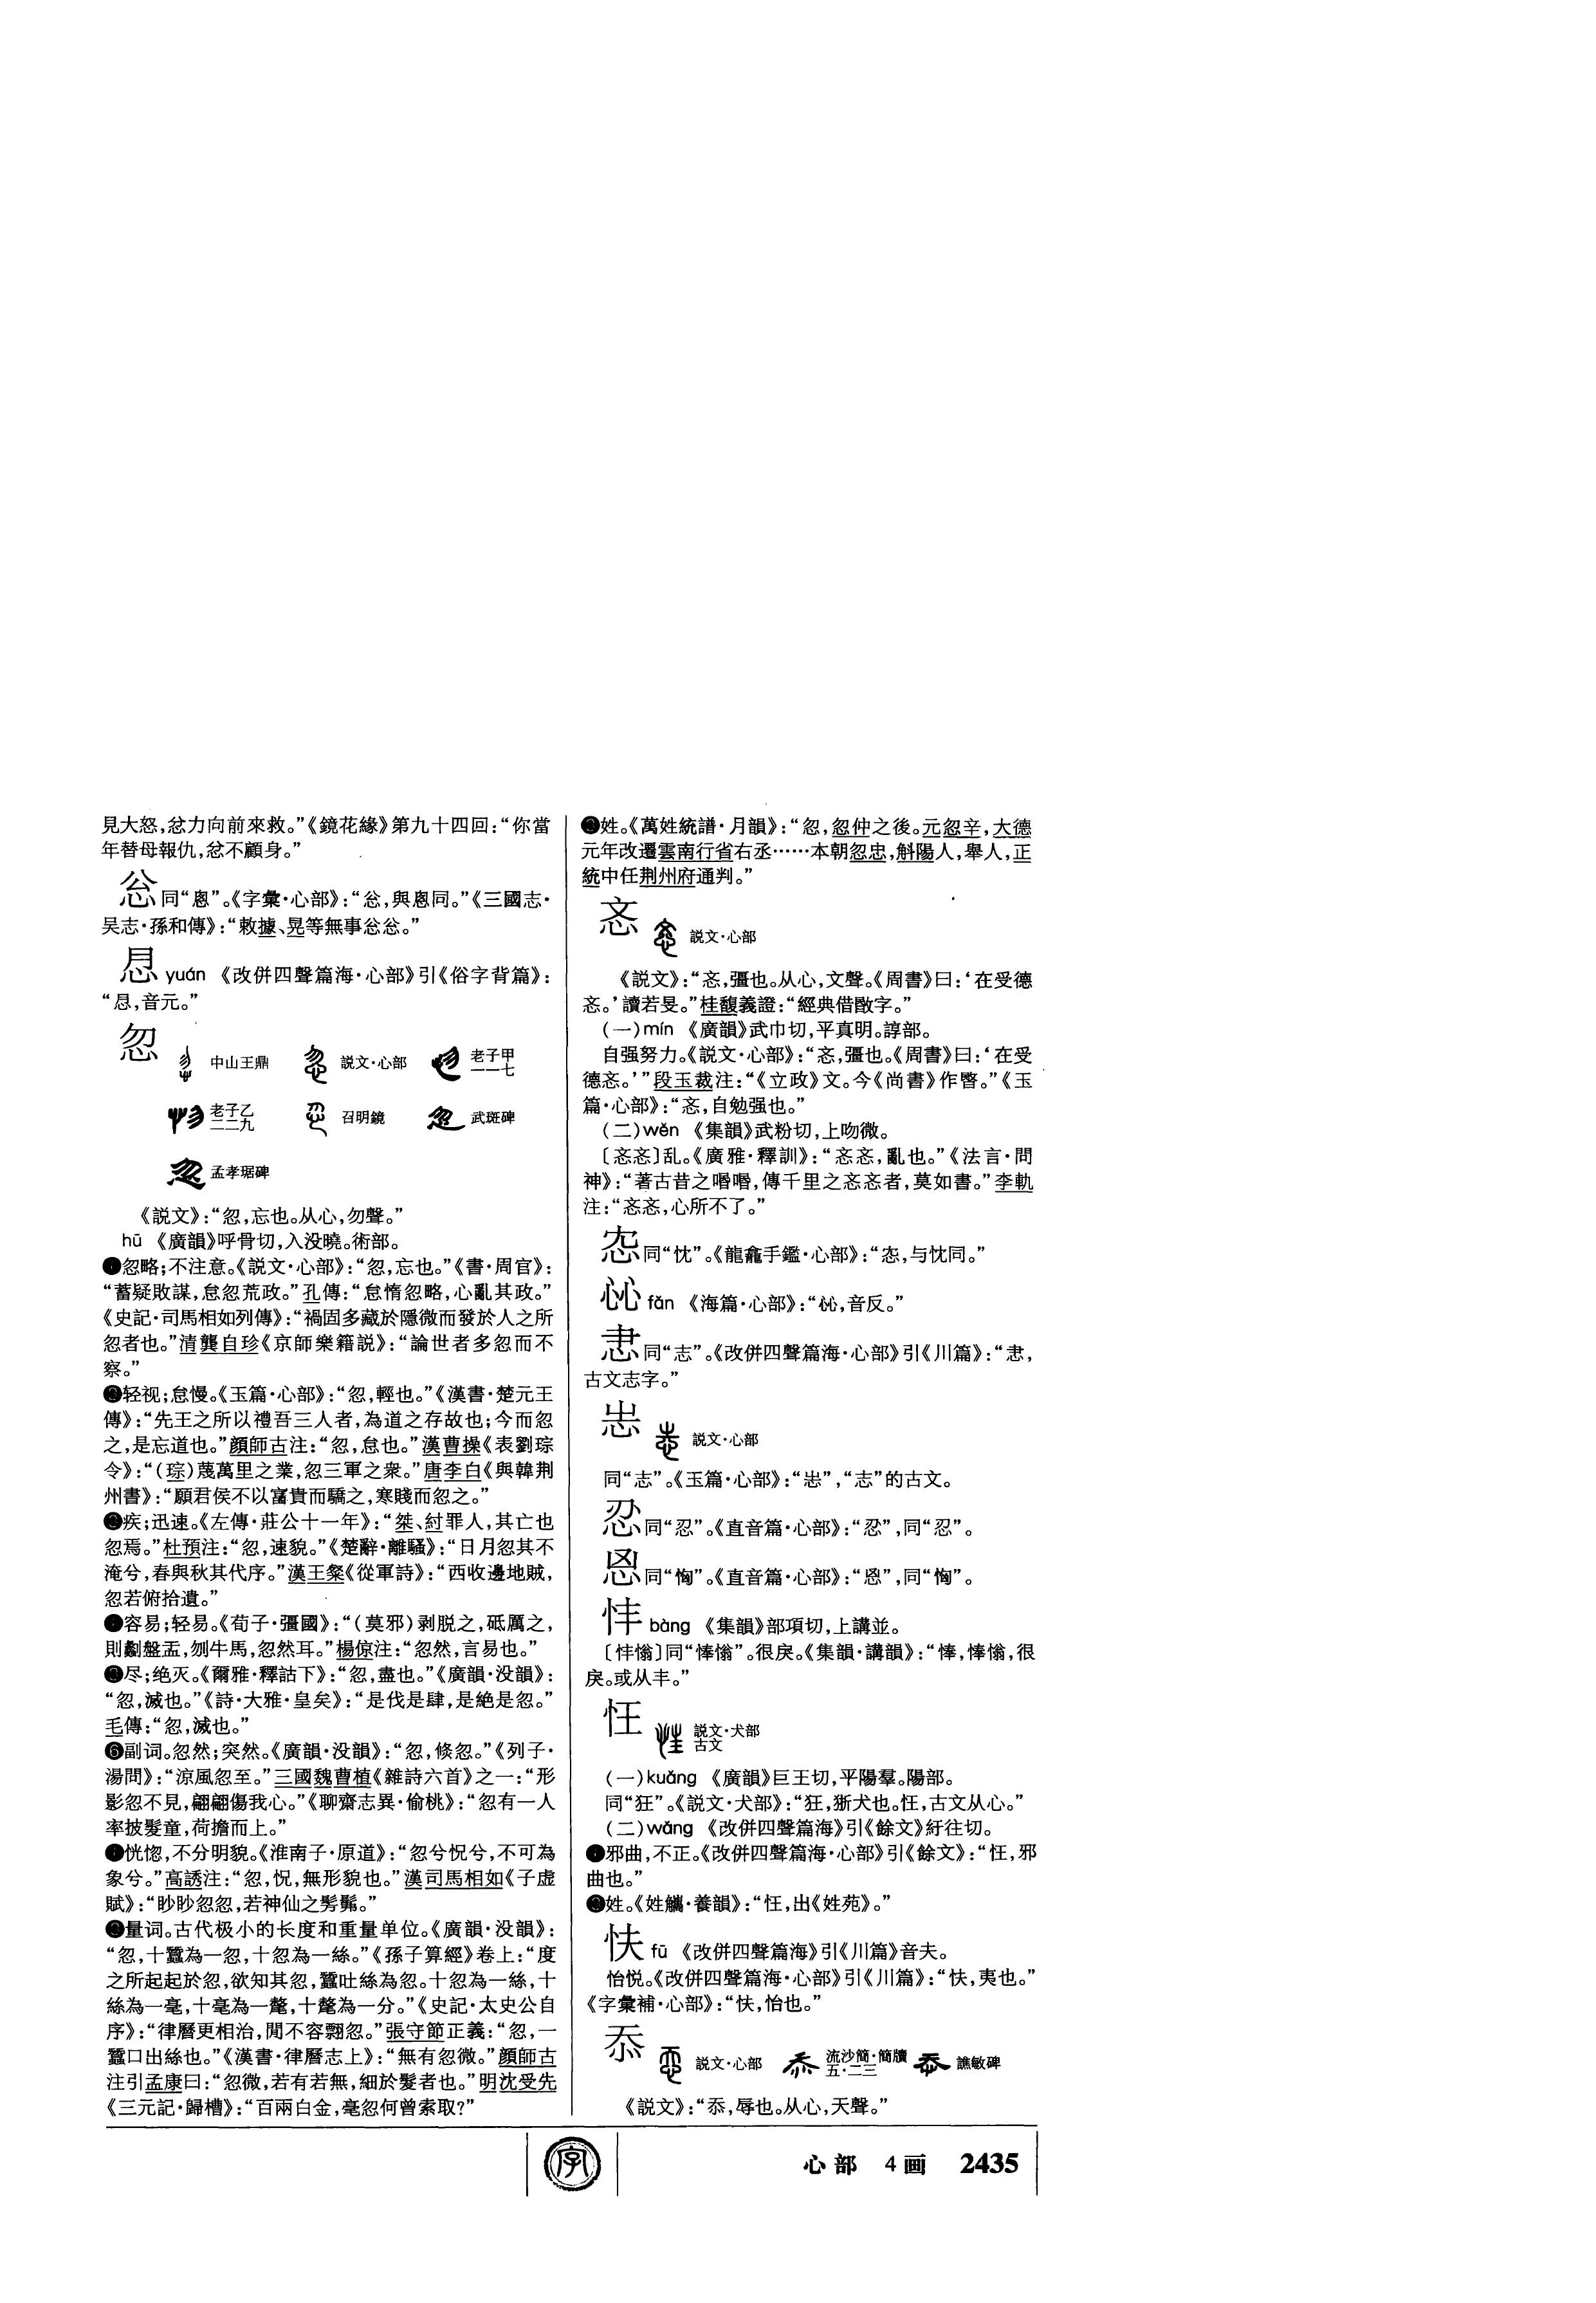 見大怒,忿力向前來救。”《鏡花緣》第九十四回:“你當
年替母報仇,忿不顧身。”
忩同“悤”。《字彙·心部》:“忩,與悤同。”《三國志·
吴志·孫和傳》:“敕據、晃等無事忩忩。”
yuán 《改併四聲篇海·心部》引《俗字背篇》:
音元。”
忽 中山王鼎 説文·心部 老子甲一一七
老子乙二二九 召明鏡 武斑碑
孟孝琚碑
《説文》:“忽,忘也。从心,勿聲。”
hū 《廣韻》呼骨切,入没曉。術部。
❶忽略;不注意。《説文·心部》:“忽,忘也。”《書·周官》:
“蓄疑敗謀,怠忽荒政。”孔傳:“怠惰忽略,心亂其政。”
《史記·司馬相如列傳》:“禍固多藏於隱微而發於人之所
忽者也。”清龔自珍《京師樂籍説》:“論世者多忽而不
察。”
❷轻视;怠慢。《玉篇·心部》:“忽,輕也。”《漢書·楚元王
傳》:“先王之所以禮吾三人者,為道之存故也;今而忽
之,是忘道也。”顔師古注:“忽,怠也。”漢曹操《表劉琮
令》:“(琮)蔑萬里之業,忽三軍之衆。”唐李白《與韓荆
州書》:“願君侯不以富貴而驕之,寒賤而忽之。”
❸疾;迅速。《左傳·莊公十一年》:“桀、紂罪人,其亡也
忽焉。”杜預注:“忽,速貌。”《楚辭·離騷》:“日月忽其不
淹兮,春與秋其代序。”漢王粲《從軍詩》:“西收邊地賊,
忽若俯拾遺。”
❹容易;轻易。《荀子·彊國》:“(莫邪)剥脱之,砥厲之,
則劙盤盂,刎牛馬,忽然耳。”楊倞注:“忽然,言易也。”
❺尽;绝灭。《爾雅·釋詁下》:“忽,盡也。”《廣韻·没韻》:
“忽,滅也。”《詩·大雅·皇矣》:“是伐是肆,是絶是忽。”
毛傳:“忽,滅也。”
❻副词。忽然;突然。《廣韻·没韻》:“忽,倏忽。”《列子·
湯問》:“涼風忽至。”三國魏曹植《雜詩六首》之一:“形
影忽不見,翩翩傷我心。”《聊齋志異·偷桃》:“忽有一人
率披髮童,荷擔而上。”
❼恍惚,不分明貌。《淮南子·原道》:“忽兮怳兮,不可為
象兮。”高誘注:“忽,怳,無形貌也。”漢司馬相如《子虚
賦》:“眇眇忽忽,若神仙之髣髴。”
❽量词。古代极小的长度和重量单位。《廣韻·没韻》:
“忽,十蠶為一忽,十忽為一絲。”《孫子算經》卷上:“度
之所起起於忽,欲知其忽,蠶吐絲為忽。十忽為一絲,十
絲為一毫,十毫為一氂,十氂為一分。”《史記·太史公自
序》:“律曆更相治,閒不容翲忽。”張守節正義:“忽,一
蠶口出絲也。”《漢書·律曆志上》:“無有忽微。”顔師古
注引孟康曰:“忽微,若有若無,細於髮者也。”明沈受先
《三元記·歸槽》:“百兩白金,毫忽何曾索取?”
❾姓。《萬姓統譜·月韻》:“忽,忽仲之後。元忽辛,大德
元年改遷雲南行省右丞……本朝忽忠,斛陽人,舉人,正
統中任荆州府通判。”
忞 説文·心部
《説文》:“忞,彊也。从心,文聲。《周書》曰:‘在受德
忞。’讀若旻。”桂馥義證:“經典借敃字。”
(一)mín 《廣韻》武巾切,平真明。諄部。
自强努力。《説文·心部》:“忞,彊也。《周書》曰:‘在受
德忞。’”段玉裁注:“《立政》文。今《尚書》作暋。”《玉
篇·心部》:“忞,自勉强也。”
(二)wěn 《集韻》武粉切,上吻微。
〔忞忞〕乱。《廣雅·釋訓》:“忞忞,亂也。”《法言·問
神》:“著古昔之㖧㖧,傳千里之忞忞者,莫如書。”李軌
注:“忞忞,心所不了。”
同“忱”。《龍龕手鑑·心部》:“与忱同。”
fǎn 《海篇·心部》:“音反。”
同“志”。《改併四聲篇海·心部》引《川篇》:
古文志字。”
㞢 説文·心部
同“志”。《玉篇·心部》:“志”的古文。
同“忍”。《直音篇·心部》:同“忍”。
同“恟”。《直音篇·心部》:同“恟”。
bàng 《集韻》部項切,上講並。
同“㤶㥣”。很戾。《集韻·講韻》:很
戾。或从丰。”
忹 説文·犬部古文
(一)kuáng 《廣韻》巨王切,平陽羣。陽部。
同“狂”。《説文·犬部》:“狂,狾犬也。忹,古文从心。”
(二)wǎng 《改併四聲篇海》引《餘文》紆往切。
❶邪曲,不正。《改併四聲篇海·心部》引《餘文》:“忹,邪
曲也。”
❷姓。《姓觿·養韻》:“忹,出《姓苑》。”
怢 fū 《改併四聲篇海》引《川篇》音夫。
怡悦。《改併四聲篇海·心部》引《川篇》:夷也。”
《字彙補·心部》:怡也。”
忝 説文·心部 流沙簡·簡牘五·二三 譙敏碑
《説文》:“忝,辱也。从心,天聲。”
字
心部 4画 2435